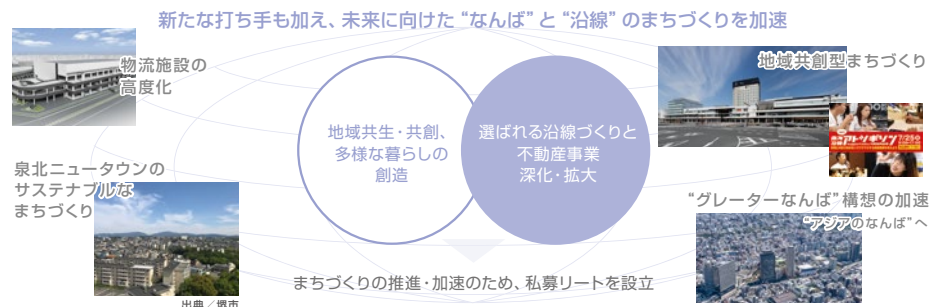 新たな打ち手も加え、未来に向けた“なんば”と“沿線”のまちづくりを加速
物流施設の
高度化
地域共創型まちづくり
地域共生・共創、
多様な暮らしの
創造
選ばれる沿線づくりと
不動産事業
深化・拡大
泉北ニュータウンの
サステナブルな
まちづくり
“グレーターなんば”構想の加速
“アジアのなんば”へ
まちづくりの推進・加速のため、私募リートを設立
出典／堺市